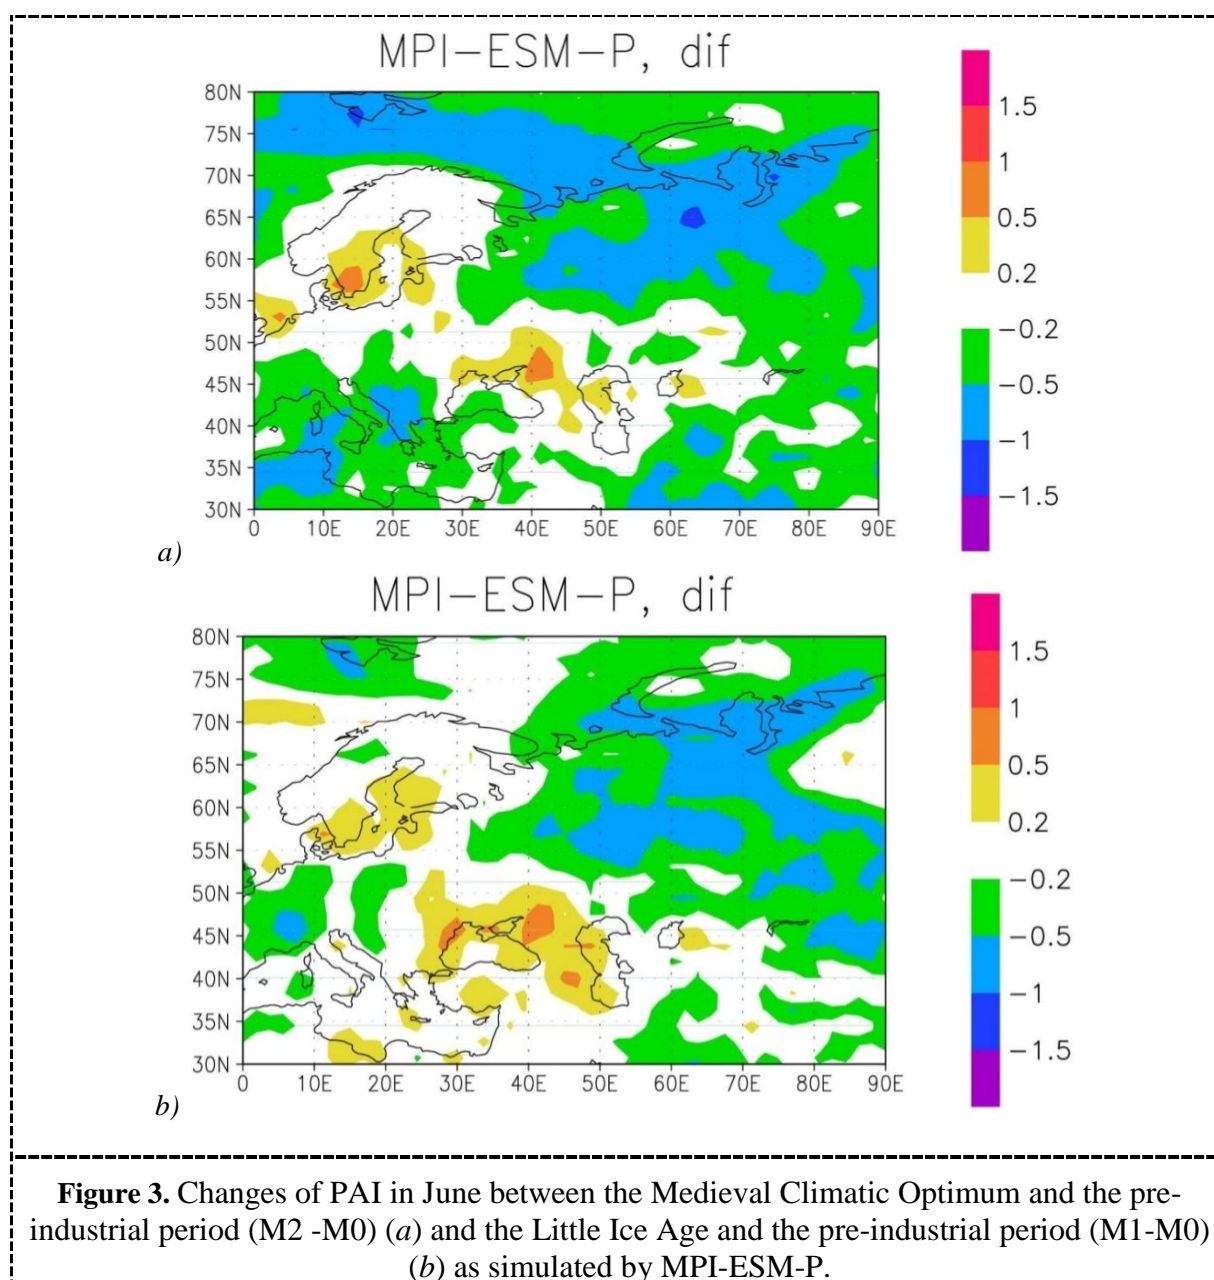 MPI-ESM-P, dif
80N
75N
70N
65N
60N
55N
50N
45N
40N
35N
30N
0 10E 20E 30E 40E 50E 60E 70E 80E 90E
1.5
1
0.5
0.2
-0.2
-0.5
-1
-1.5
a)
MPI-ESM-P, dif
80N
75N
70N
65N
60N
55N
50N
45N
40N
35N
30N
0 10E 20E 30E 40E 50E 60E 70E 80E 90E
1.5
1
0.5
0.2
-0.2
-0.5
-1
-1.5
b)
Figure 3. Changes of PAI in June between the Medieval Climatic Optimum and the pre-
industrial period (M2 -M0) (a) and the Little Ice Age and the pre-industrial period (M1-M0)
(b) as simulated by MPI-ESM-P.